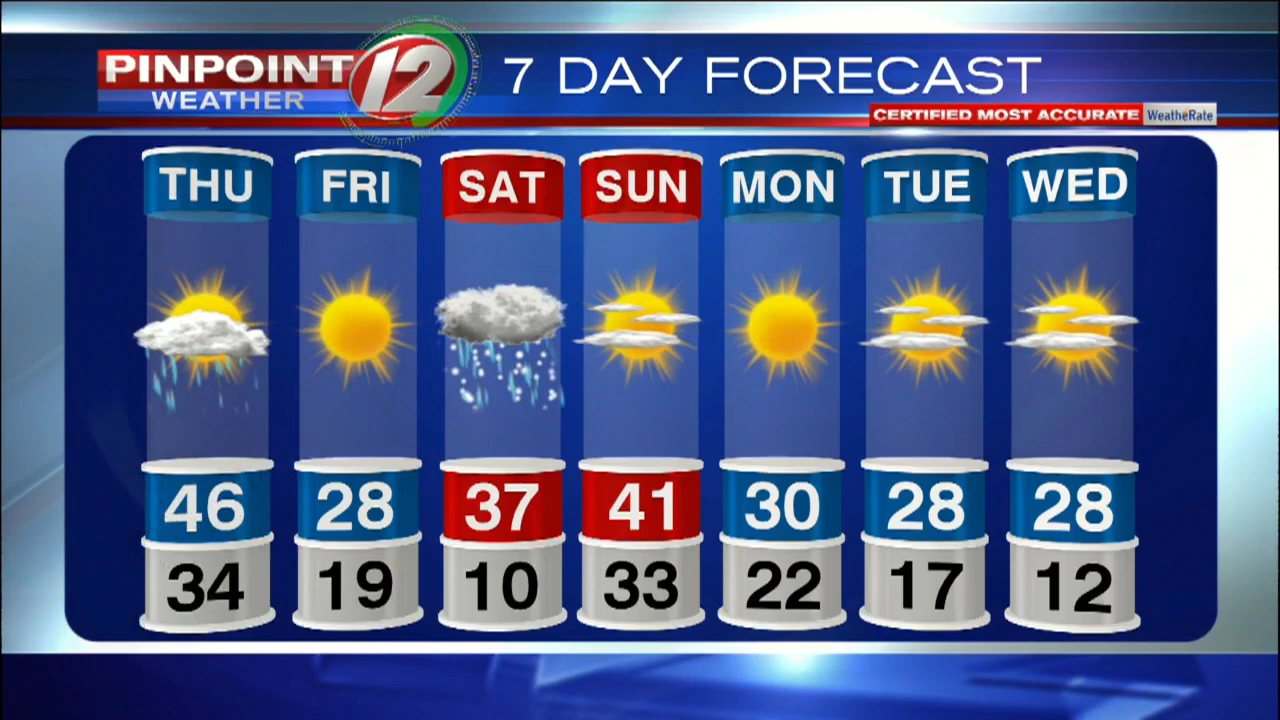 PINPOINT 12 7 DAY FORECAST
WEATHER
CERTIFIED MOST ACCURATE WeatheRate
THU FRI SAT SUN MON TUE WED
46 28 37 41 30 28 28
34 19 10 33 22 17 12